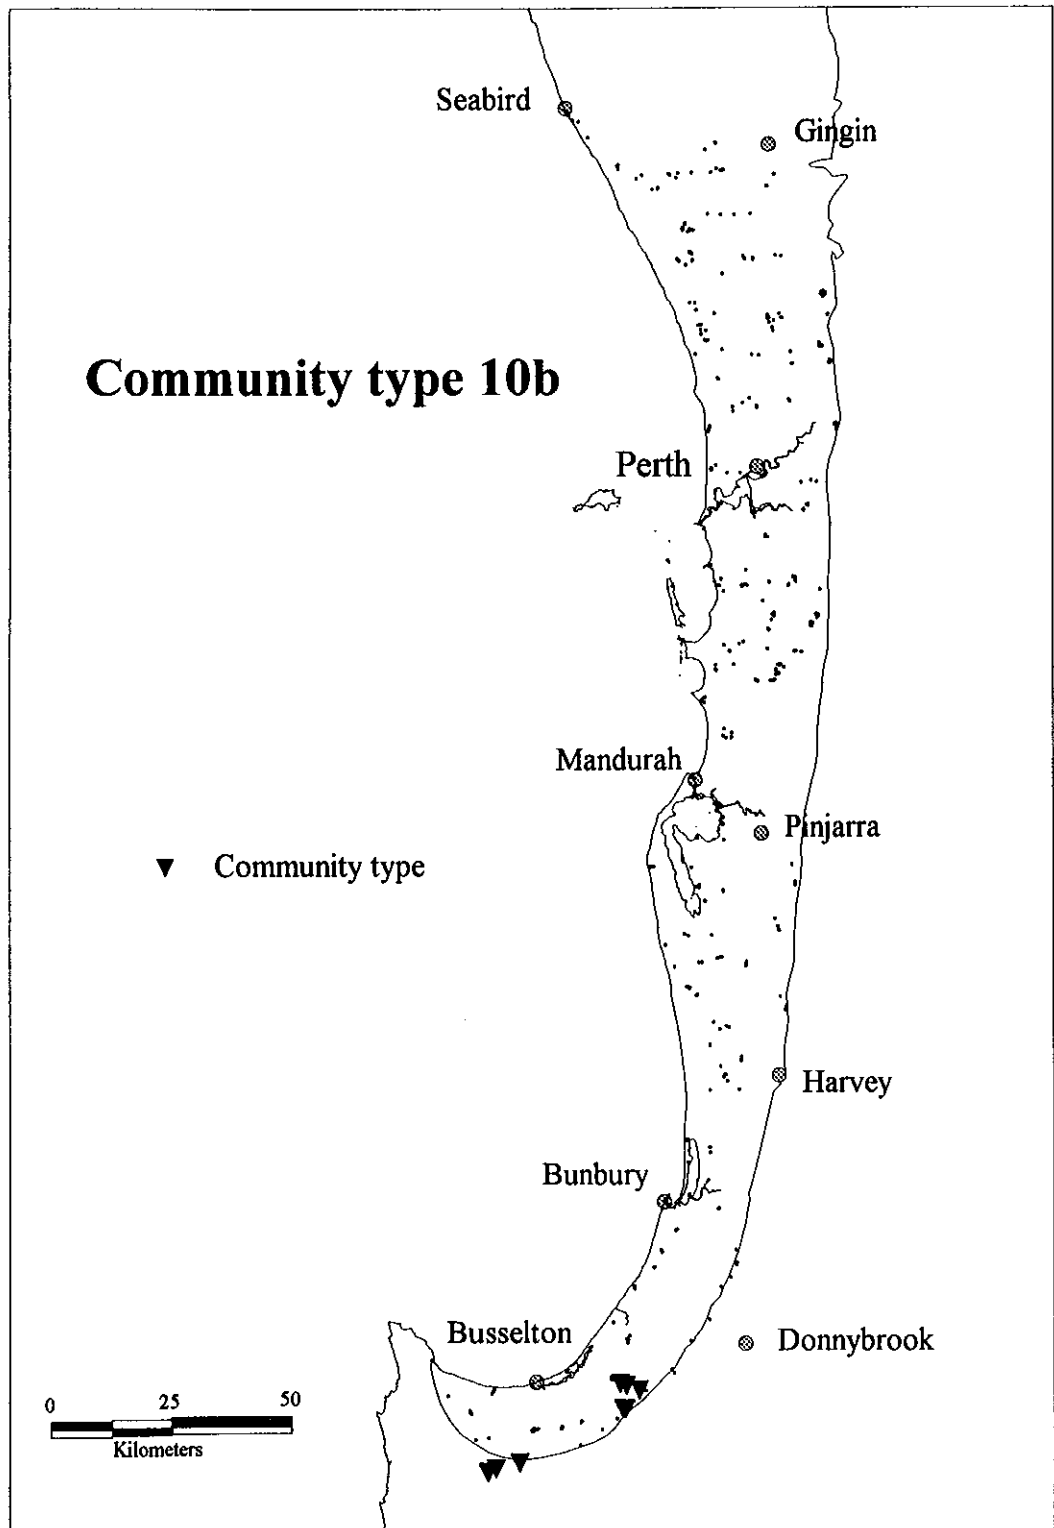 Seabird
Gingin
Community type 10b
Perth
Mandurah
Pinjarra
Community type
Harvey
Bunbury
Busselton
Donnybrook
0 25 50
Kilometers